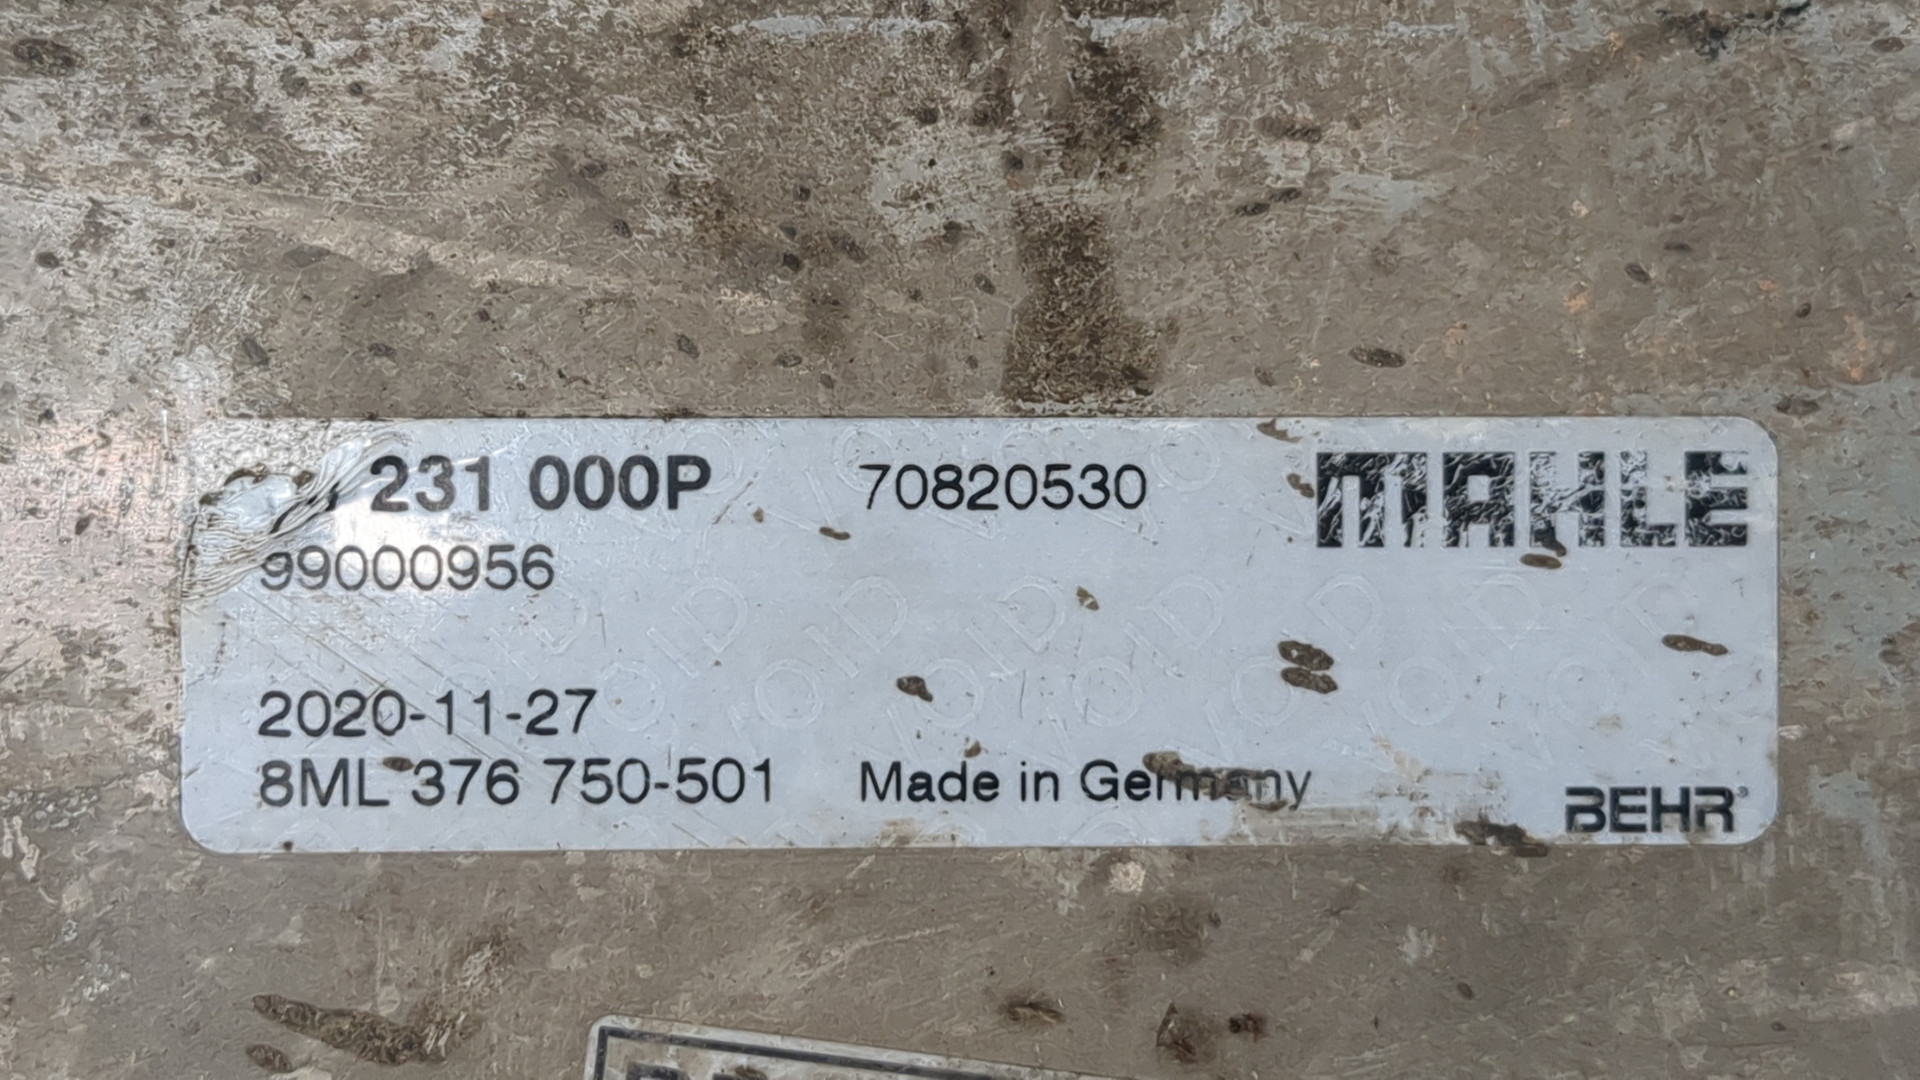 231 000P 70820530 MAHLE
99000956
2020-11-27
8ML 376 750-501 Made in Germany
BEHR®